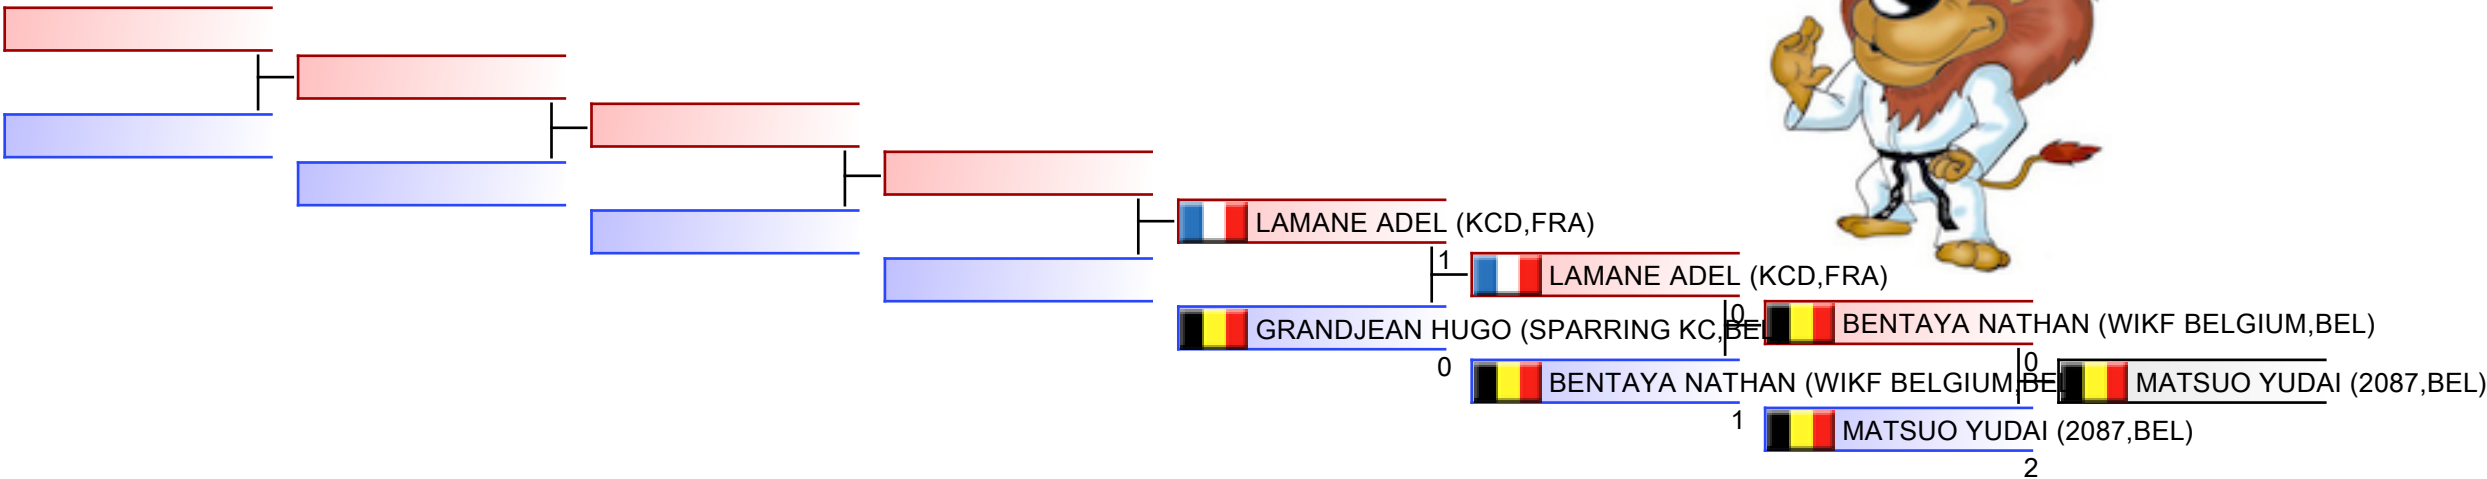 LAMANE ADEL (KCD,FRA)
1
LAMANE ADEL (KCD,FRA)
0
GRANDJEAN HUGO (SPARRING KC,BEL
0
BENTAYA NATHAN (WIKF BELGIUM,BEL)
0
BENTAYA NATHAN (WIKF BELGIUM,BEL
1
MATSUO YUDAI (2087,BEL)
MATSUO YUDAI (2087,BEL)
2